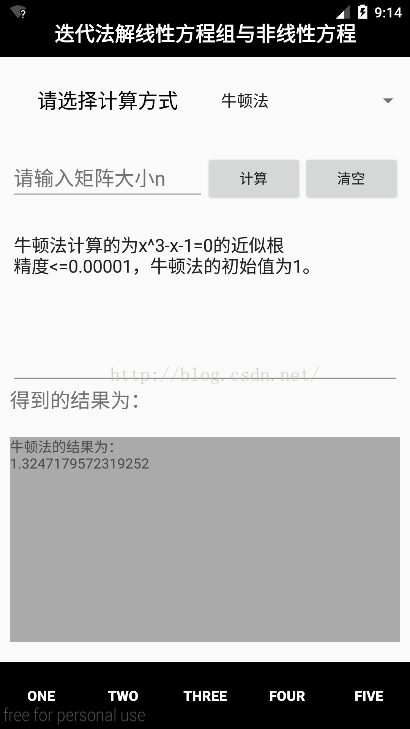 9:14
迭代法解线性方程组与非线性方程
请选择计算方式
牛顿法
请输入矩阵大小n
计算
清空
牛顿法计算的为x^3-x-1=0的近似根
精度<=0.00001，牛顿法的初始值为1。
http://blog.csdn.net/
得到的结果为：
牛顿法的结果为：
1.3247179572319252
ONE
TWO
THREE
FOUR
FIVE
free for personal use